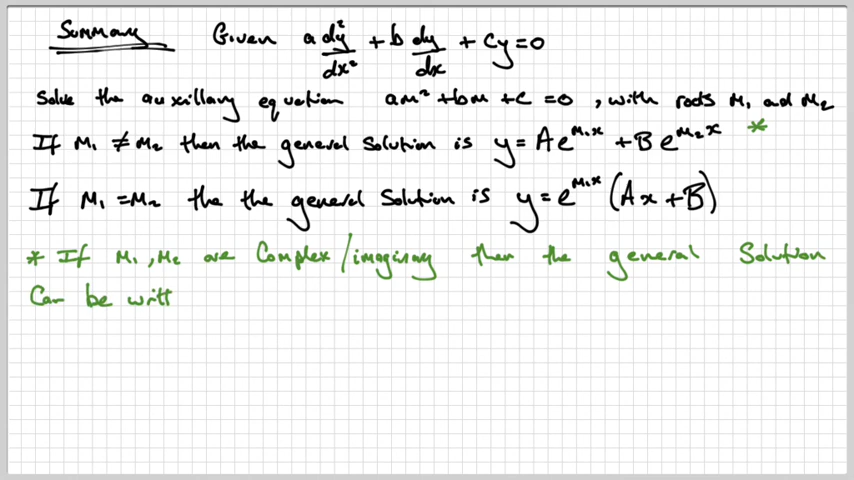 Summary Given a d²y/dx² + b dy/dx + cy = 0
Solve the auxillary equation am² + bm + c = 0, with roots m₁ and m₂
If m₁ ≠ m₂ then the general solution is y = Ae^(m₁x) + Be^(m₂x) *
If m₁ = m₂ the the general solution is y = e^(m₁x) (Ax + B)
* If m₁, m₂ are complex/imaginary then the general solution
can be writt